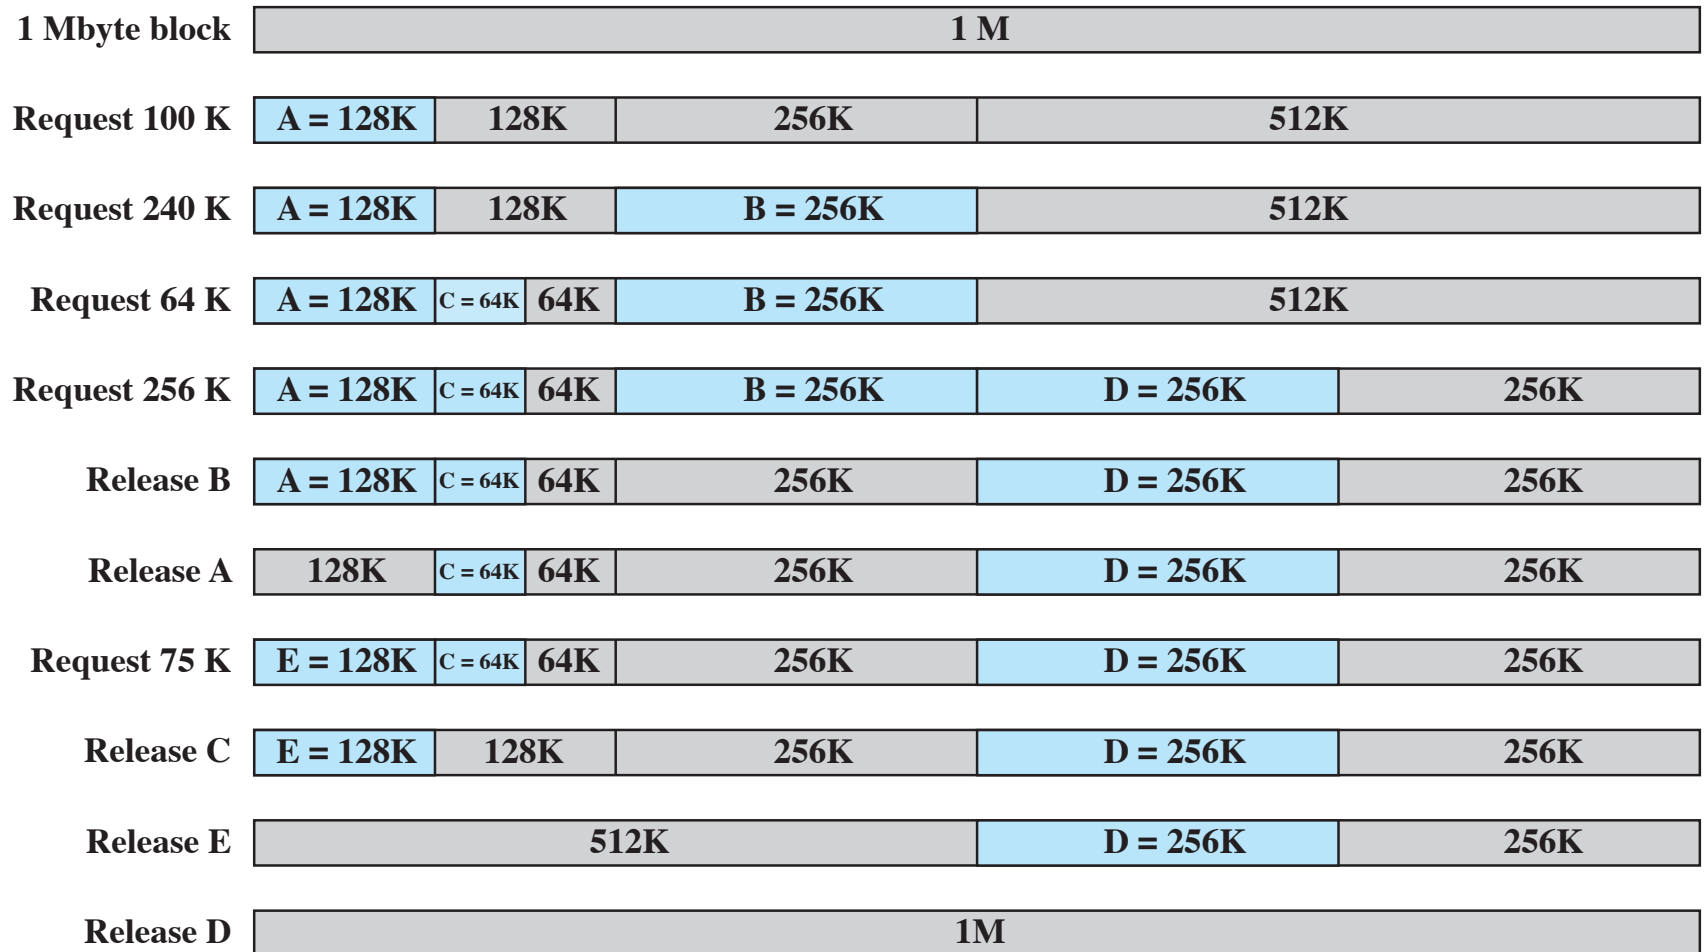 1 Mbyte block 1 M
Request 100 K A = 128K 128K 256K 512K
Request 240 K A = 128K 128K B = 256K 512K
Request 64 K A = 128K C = 64K 64K B = 256K 512K
Request 256 K A = 128K C = 64K 64K B = 256K D = 256K 256K
Release B A = 128K C = 64K 64K 256K D = 256K 256K
Release A 128K C = 64K 64K 256K D = 256K 256K
Request 75 K E = 128K C = 64K 64K 256K D = 256K 256K
Release C E = 128K 128K 256K D = 256K 256K
Release E 512K D = 256K 256K
Release D 1M